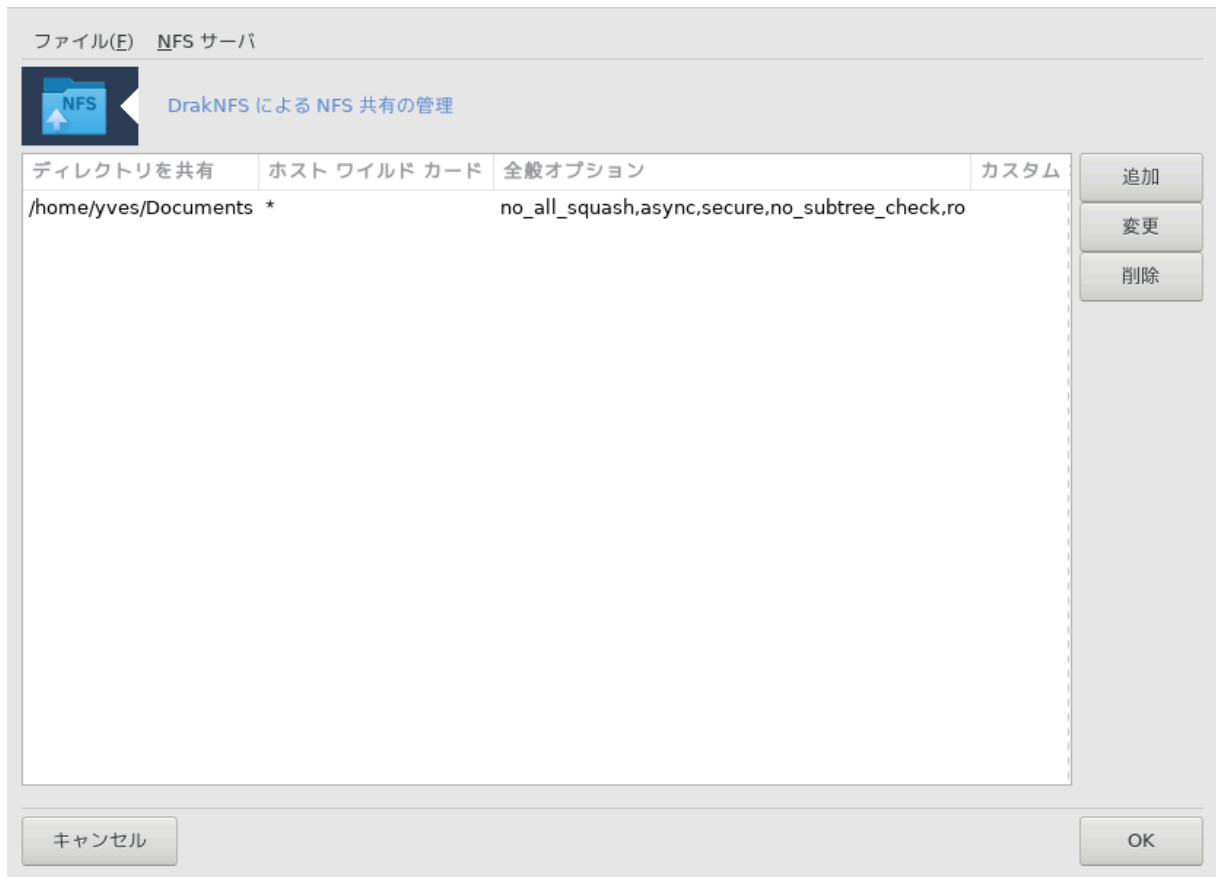 ファイル(F) NFS サーバ
NFS
DrakNFS による NFS 共有の管理
ディレクトリを共有 ホスト ワイルド カード 全般オプション カスタム
/home/yves/Documents * no_all_squash,async,secure,no_subtree_check,ro
追加
変更
削除
キャンセル OK